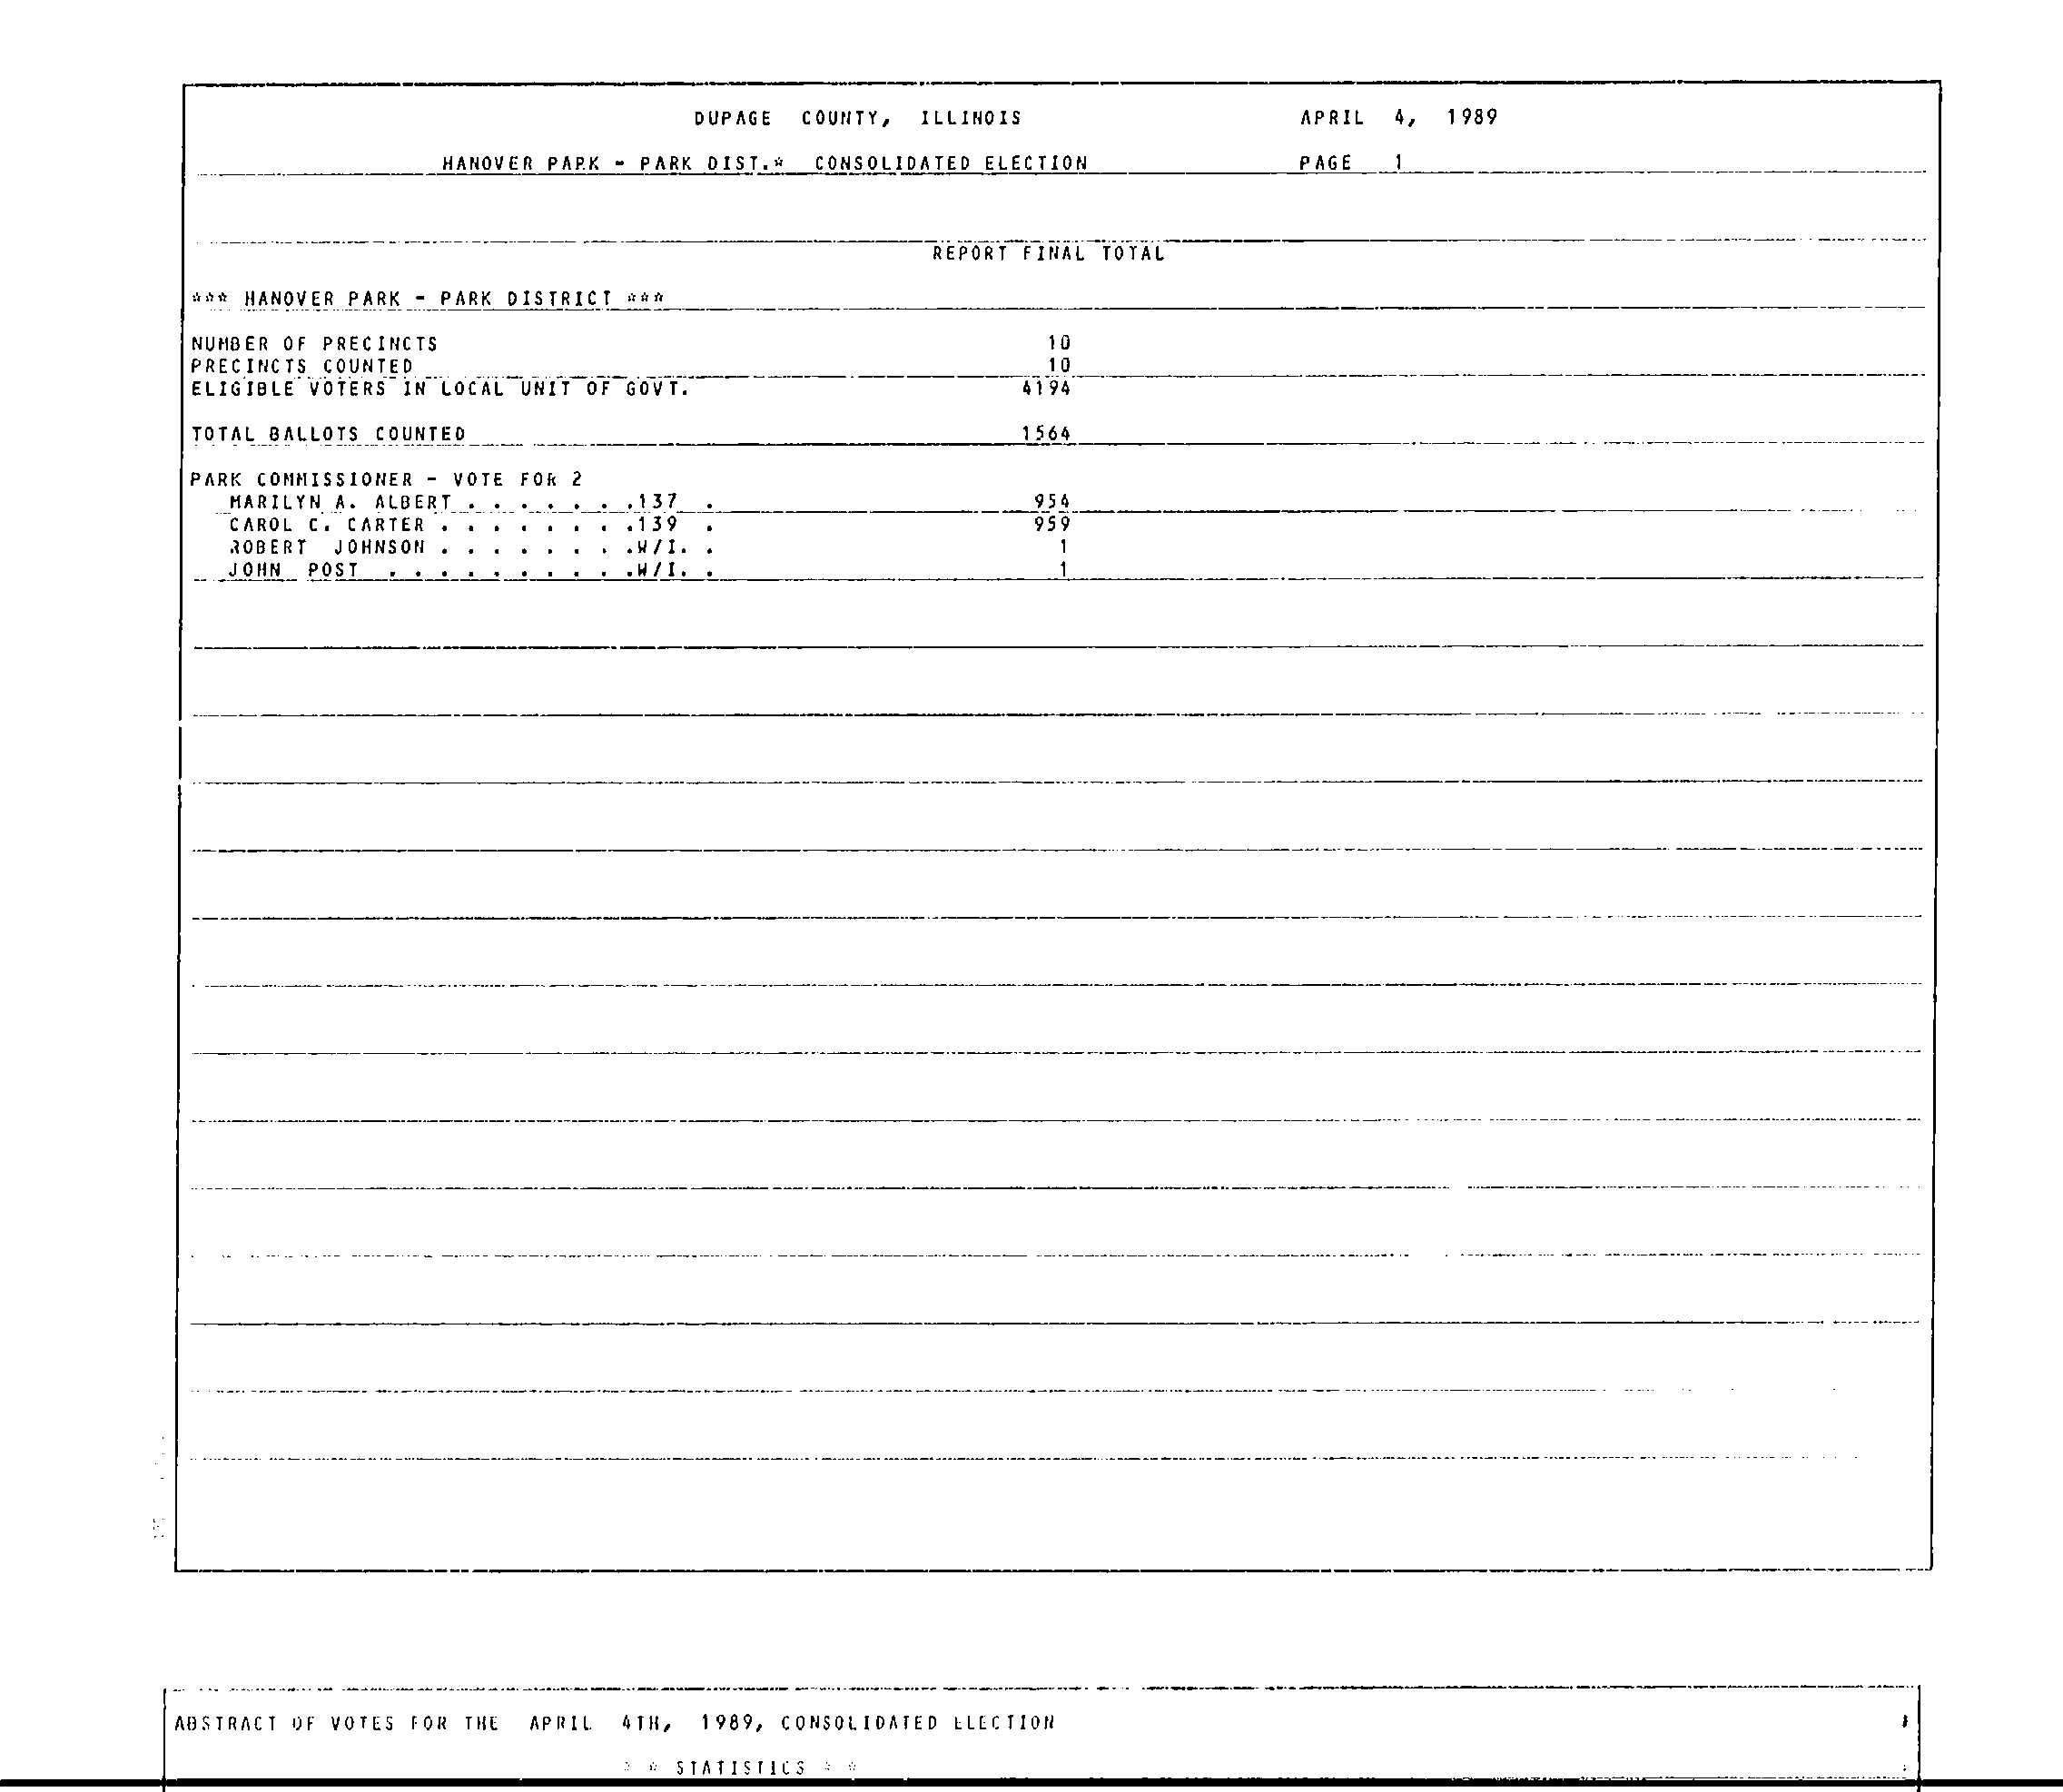 DUPAGE COUNTY, ILLINOIS APRIL 4, 1989
HANOVER PARK - PARK DIST.* CONSOLIDATED ELECTION PAGE 1
REPORT FINAL TOTAL
*** HANOVER PARK - PARK DISTRICT ***
NUMBER OF PRECINCTS 10
PRECINCTS COUNTED 10
ELIGIBLE VOTERS IN LOCAL UNIT OF GOVT. 4194
TOTAL BALLOTS COUNTED 1564
PARK COMMISSIONER - VOTE FOR 2
MARILYN A. ALBERT . . . . . . .137 . 954
CAROL C. CARTER . . . . . . . .139 . 959
ROBERT JOHNSON . . . . . . . .W/I. . 1
JOHN POST . . . . . . . . . .W/I. . 1
ABSTRACT OF VOTES FOR THE APRIL 4TH, 1989, CONSOLIDATED ELECTION
* * STATISTICS * *